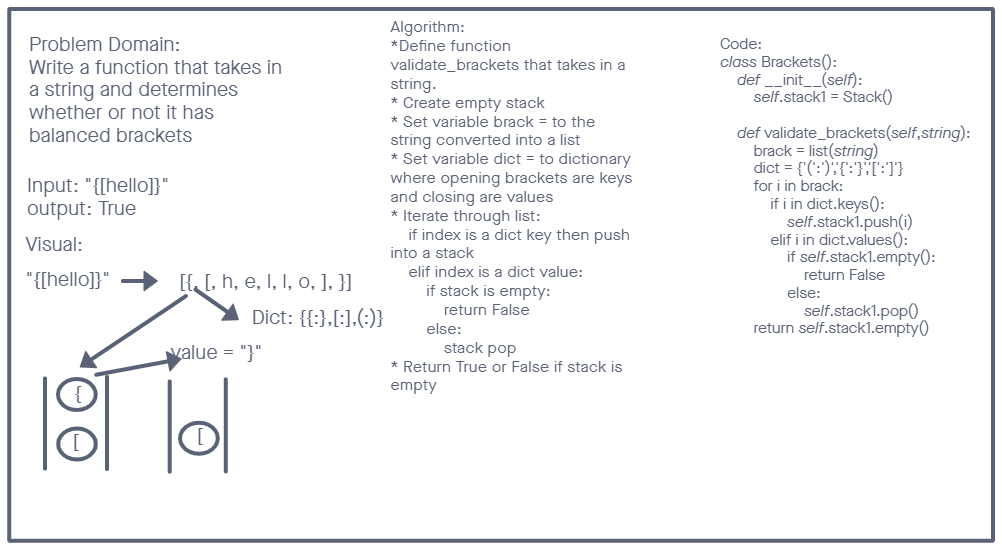 Problem Domain:
Write a function that takes in
a string and determines
whether or not it has
balanced brackets
Input: "{[hello]}"
output: True
Visual:
"{[hello]}"
[{, [, h, e, l, l, o, ], }]
Dict: {{:},[:],(:)}
value = "}"
{
[
[
Algorithm:
*Define function
validate_brackets that takes in a
string.
* Create empty stack
* Set variable brack = to the
string converted into a list
* Set variable dict = to dictionary
where opening brackets are keys
and closing are values
* Iterate through list:
if index is a dict key then push
into a stack
elif index is a dict value:
if stack is empty:
return False
else:
stack pop
* Return True or False if stack is
empty
Code:
class Brackets():
def __init__(self):
self.stack1 = Stack()
def validate_brackets(self,string):
brack = list(string)
dict = {'(':')','{':'}','[':']'}
for i in brack:
if i in dict.keys():
self.stack1.push(i)
elif i in dict.values():
if self.stack1.empty():
return False
else:
self.stack1.pop()
return self.stack1.empty()